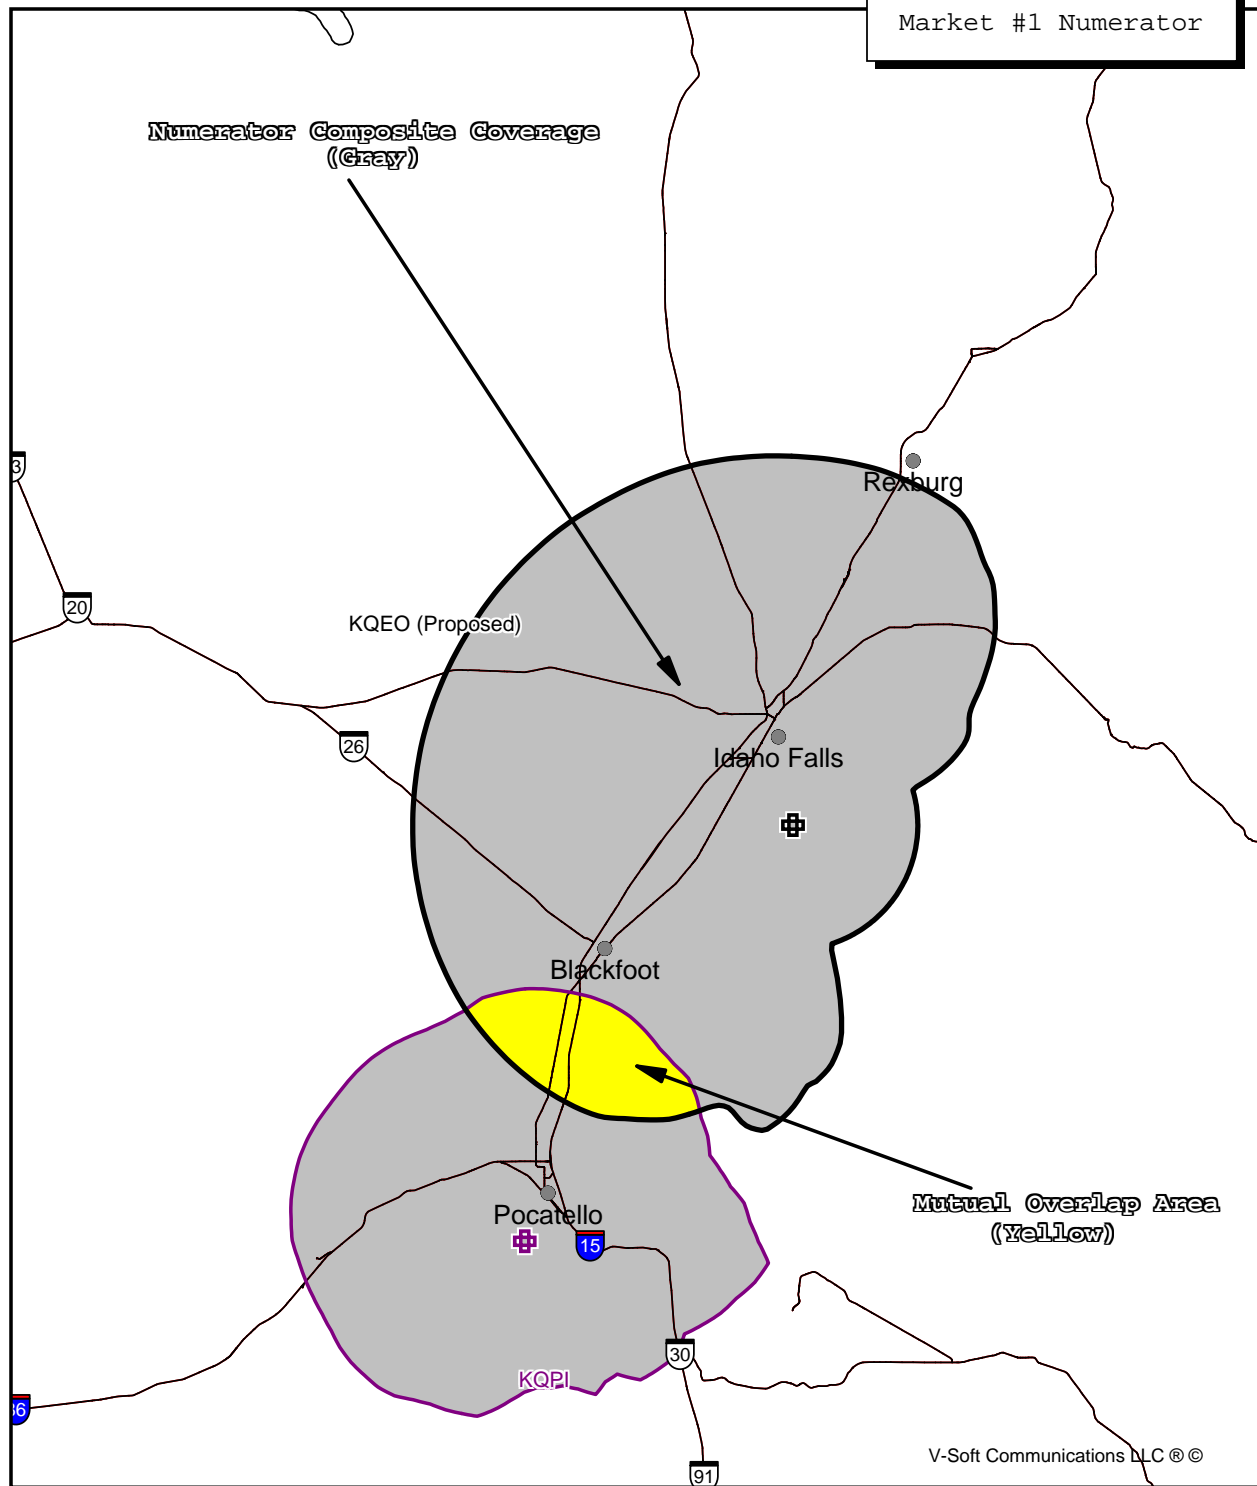 Market #1 Numerator
Numerator Composite Coverage
(Gray)
Rexburg
20
KQEO (Proposed)
26
Idaho Falls
Blackfoot
Mutual Overlap Area
(Yellow)
Pocatello
15
30
KQPI
V-Soft Communications LLC ® ©
91